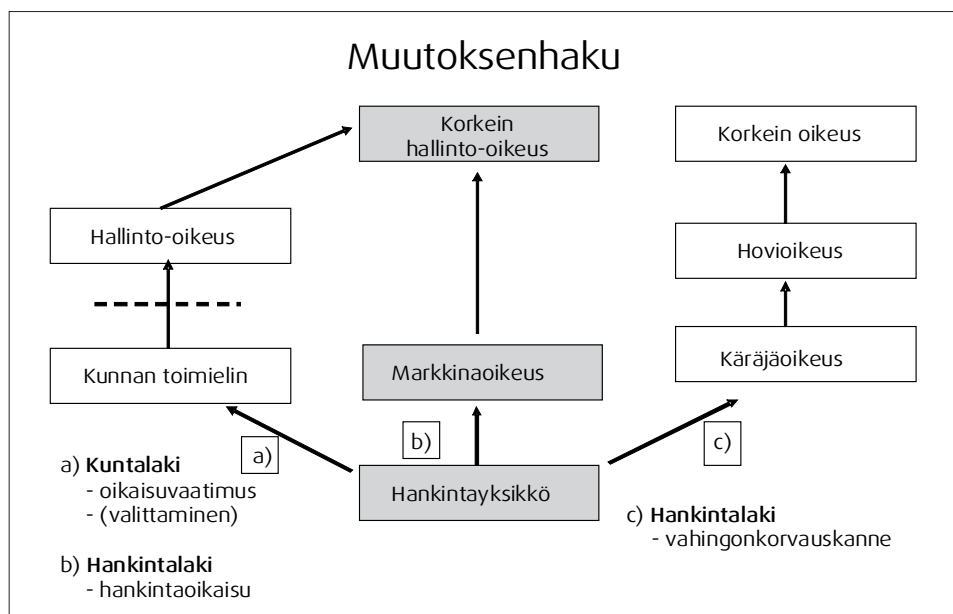 Muutoksenhaku
Korkein
hallinto-oikeus
Korkein oikeus
Hallinto-oikeus
Hovioikeus
Kunnan toimielin
Markkinaoikeus
Käräjäoikeus
a)
b)
c)
Hankintayksikkö
a) Kuntalaki
- oikaisuvaatimus
- (valittaminen)
b) Hankintalaki
- hankintaoikaisu
c) Hankintalaki
- vahingonkorvauskanne